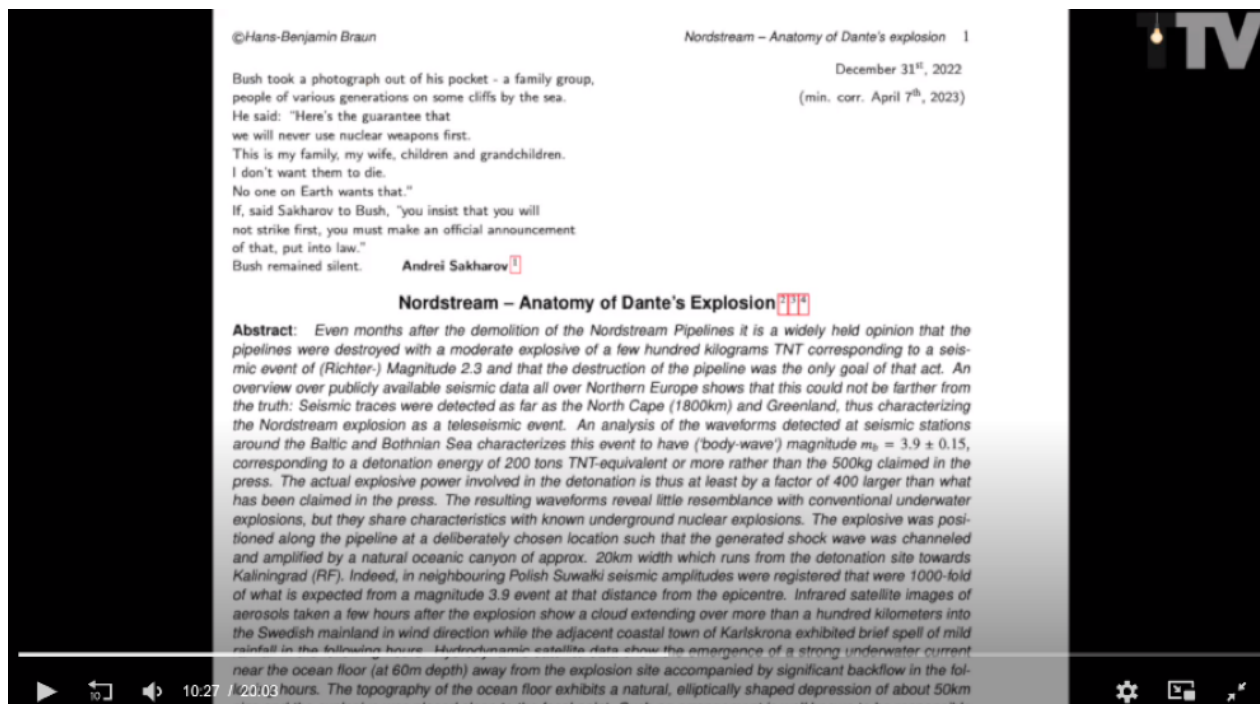 ©Hans-Benjamin Braun
Nordstream – Anatomy of Dante's explosion 1
TV
December 31st, 2022
(min. corr. April 7th, 2023)
Bush took a photograph out of his pocket - a family group,
people of various generations on some cliffs by the sea.
He said: "Here's the guarantee that
we will never use nuclear weapons first.
This is my family, my wife, children and grandchildren.
I don't want them to die.
No one on Earth wants that."
If, said Sakharov to Bush, "you insist that you will
not strike first, you must make an official announcement
of that, put into law."
Bush remained silent. Andrei Sakharov 1
Nordstream – Anatomy of Dante's Explosion 2 3 4
Abstract: Even months after the demolition of the Nordstream Pipelines it is a widely held opinion that the
pipelines were destroyed with a moderate explosive of a few hundred kilograms TNT corresponding to a seis-
mic event of (Richter-) Magnitude 2.3 and that the destruction of the pipeline was the only goal of that act. An
overview over publicly available seismic data all over Northern Europe shows that this could not be farther from
the truth: Seismic traces were detected as far as the North Cape (1800km) and Greenland, thus characterizing
the Nordstream explosion as a teleseismic event. An analysis of the waveforms detected at seismic stations
around the Baltic and Bothnian Sea characterizes this event to have ('body-wave') magnitude mb = 3.9 ± 0.15,
corresponding to a detonation energy of 200 tons TNT-equivalent or more rather than the 500kg claimed in the
press. The actual explosive power involved in the detonation is thus at least by a factor of 400 larger than what
has been claimed in the press. The resulting waveforms reveal little resemblance with conventional underwater
explosions, but they share characteristics with known underground nuclear explosions. The explosive was posi-
tioned along the pipeline at a deliberately chosen location such that the generated shock wave was channeled
and amplified by a natural oceanic canyon of approx. 20km width which runs from the detonation site towards
Kaliningrad (RF). Indeed, in neighbouring Polish Suwałki seismic amplitudes were registered that were 1000-fold
of what is expected from a magnitude 3.9 event at that distance from the epicentre. Infrared satellite images of
aerosols taken a few hours after the explosion show a cloud extending over more than a hundred kilometers into
the Swedish mainland in wind direction while the adjacent coastal town of Karlskrona exhibited brief spell of mild
rainfall in the following hours. Hydrodynamic satellite data show the emergence of a strong underwater current
near the ocean floor (at 60m depth) away from the explosion site accompanied by significant backflow in the fol-
hours. The topography of the ocean floor exhibits a natural, elliptically shaped depression of about 50km
10
10:27 / 20:03